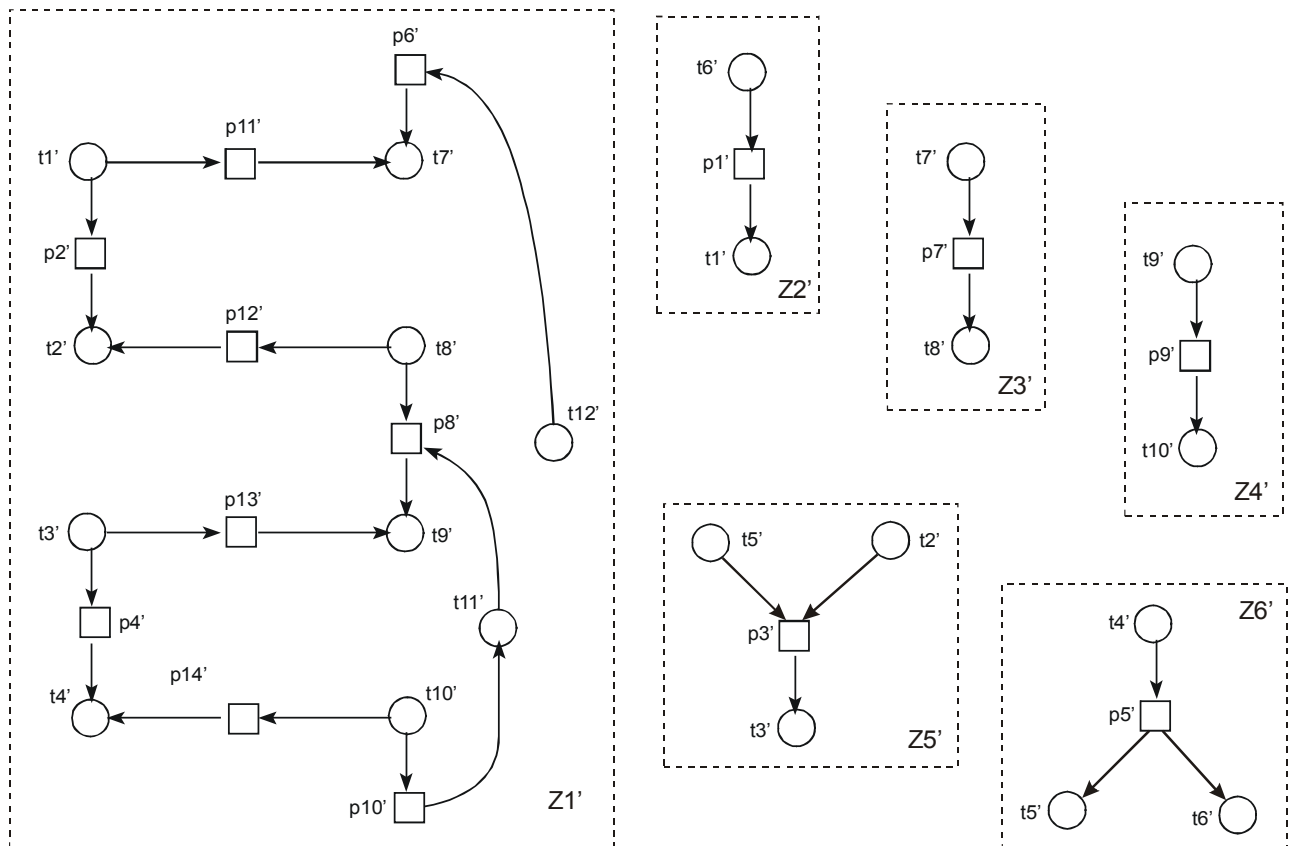 p6’
p11’
t1’
t7’
p2’
p12’
t2’
t8’
p8’
t12’
p13’
t3’
t9’
t11’
p4’
p14’
t4’
t10’
p10’
Z1’
t6’
p1’
t1’
Z2’
t7’
p7’
t8’
Z3’
t9’
p9’
t10’
Z4’
t5’
t2’
p3’
t3’
Z5’
Z6’
t4’
p5’
t5’
t6’